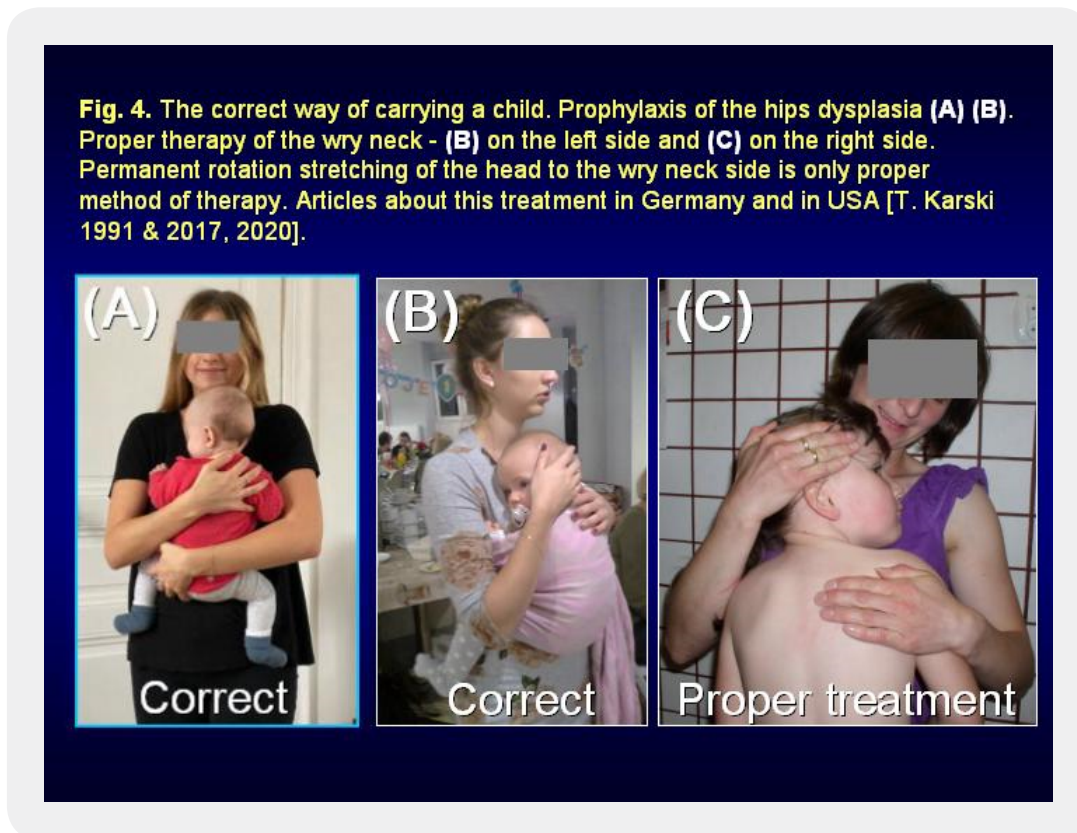 Fig. 4. The correct way of carrying a child. Prophylaxis of the hips dysplasia (A) (B).
Proper therapy of the wry neck - (B) on the left side and (C) on the right side.
Permanent rotation stretching of the head to the wry neck side is only proper
method of therapy. Articles about this treatment in Germany and in USA [T. Karski
1991 & 2017, 2020].
(A)
(B)
(C)
Correct
Correct
Proper treatment